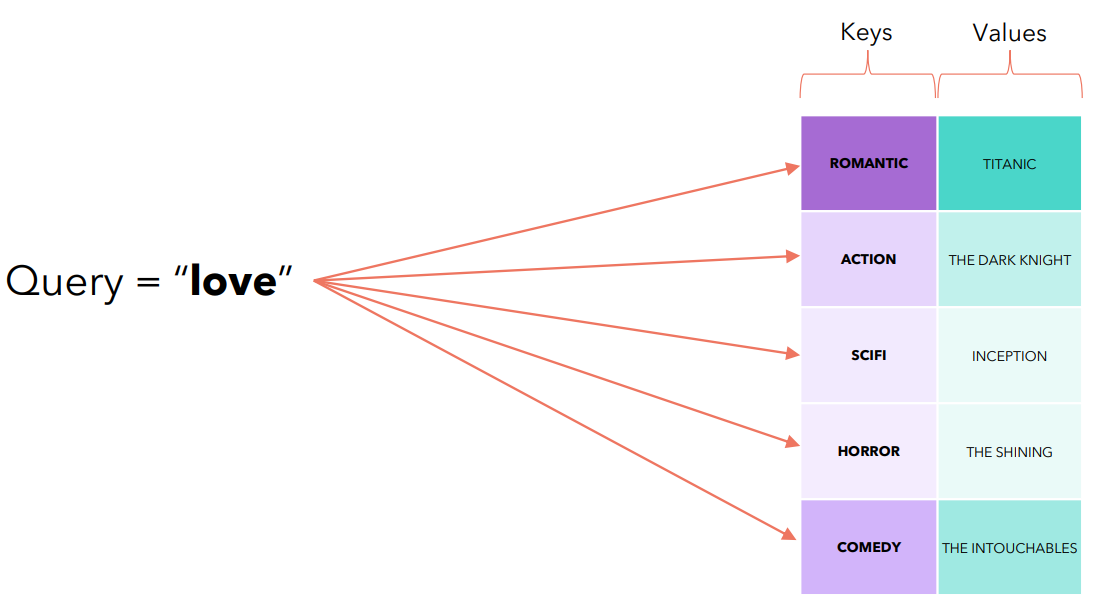 Keys Values
ROMANTIC TITANIC
ACTION THE DARK KNIGHT
Query = “love”
SCIFI INCEPTION
HORROR THE SHINING
COMEDY THE INTOUCHABLES